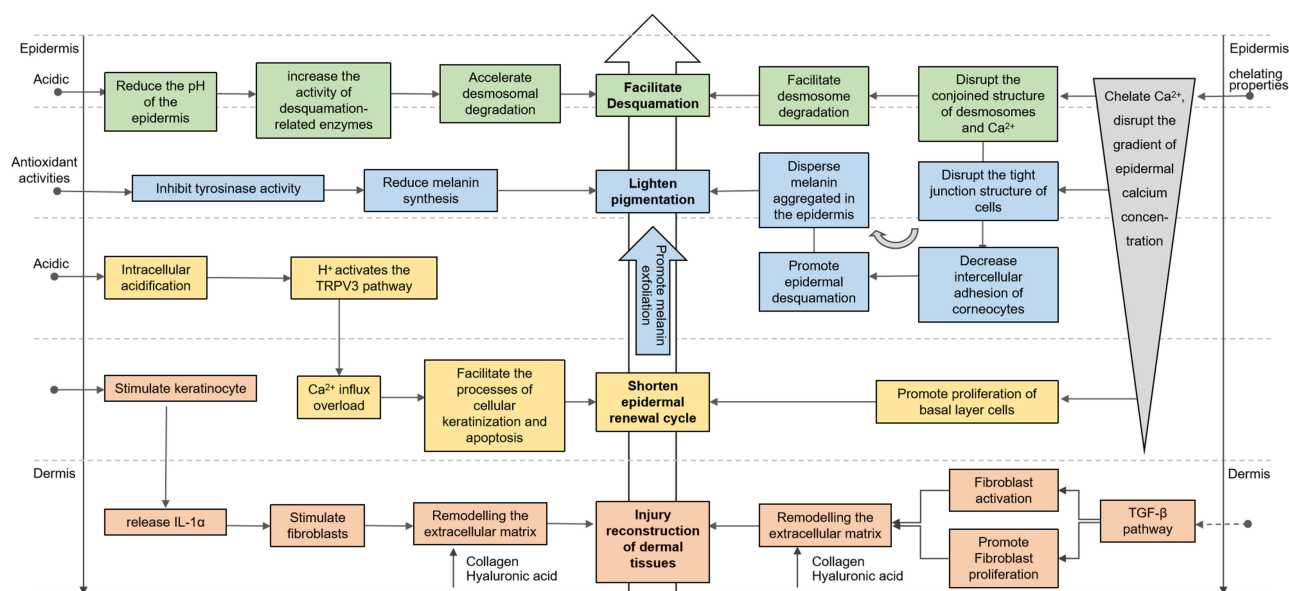 Epidermis
Acidic
Reduce the pH
of the
epidermis
increase the
activity of
desquamation-
related enzymes
Accelerate
desmosomal
degradation
Facilitate
Desquamation
Facilitate
desmosome
degradation
Disrupt the
conjoined structure
of desmosomes
and Ca²⁺
Chelate Ca²⁺,
disrupt the
gradient of
epidermal
calcium
concen-
tration
Epidermis
chelating
properties
Antioxidant
activities
Inhibit tyrosinase activity
Reduce melanin
synthesis
Lighten
pigmentation
Disperse
melanin
aggregated in
the epidermis
Disrupt the tight
junction structure of
cells
Acidic
Intracellular
acidification
H⁺ activates the
TRPV3 pathway
Promote melanin
exfoliation
Promote
epidermal
desquamation
Decrease
intercellular
adhesion of
corneocytes
Stimulate keratinocyte
Ca²⁺ influx
overload
Facilitate the
processes of
cellular
keratinization and
apoptosis
Shorten
epidermal
renewal cycle
Promote proliferation of
basal layer cells
Dermis
release IL-1α
Stimulate
fibroblasts
Remodelling the
extracellular matrix
Collagen
Hyaluronic acid
Injury
reconstruction
of dermal
tissues
Remodelling the
extracellular matrix
Collagen
Hyaluronic acid
Fibroblast
activation
Promote
Fibroblast
proliferation
TGF-β
pathway
Dermis